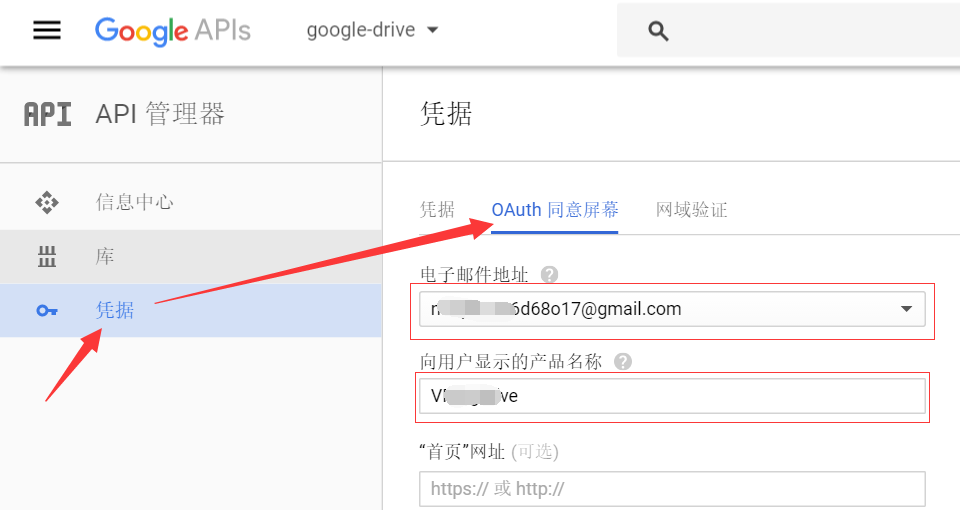 Google APIs
google-drive
API
API 管理器
凭据
信息中心
库
凭据
凭据 OAuth 同意屏幕 网域验证
电子邮件地址 ?
6d68o17@gmail.com
向用户显示的产品名称 ?
ve
“首页”网址 (可选)
https:// 或 http://